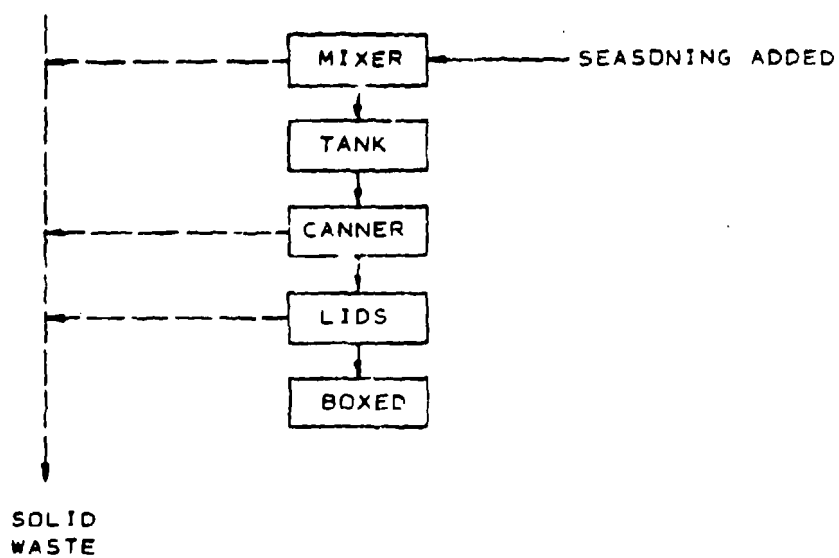 MIXER
SEASONING ADDED
TANK
CANNER
LIDS
BOXED
SOLID
WASTE